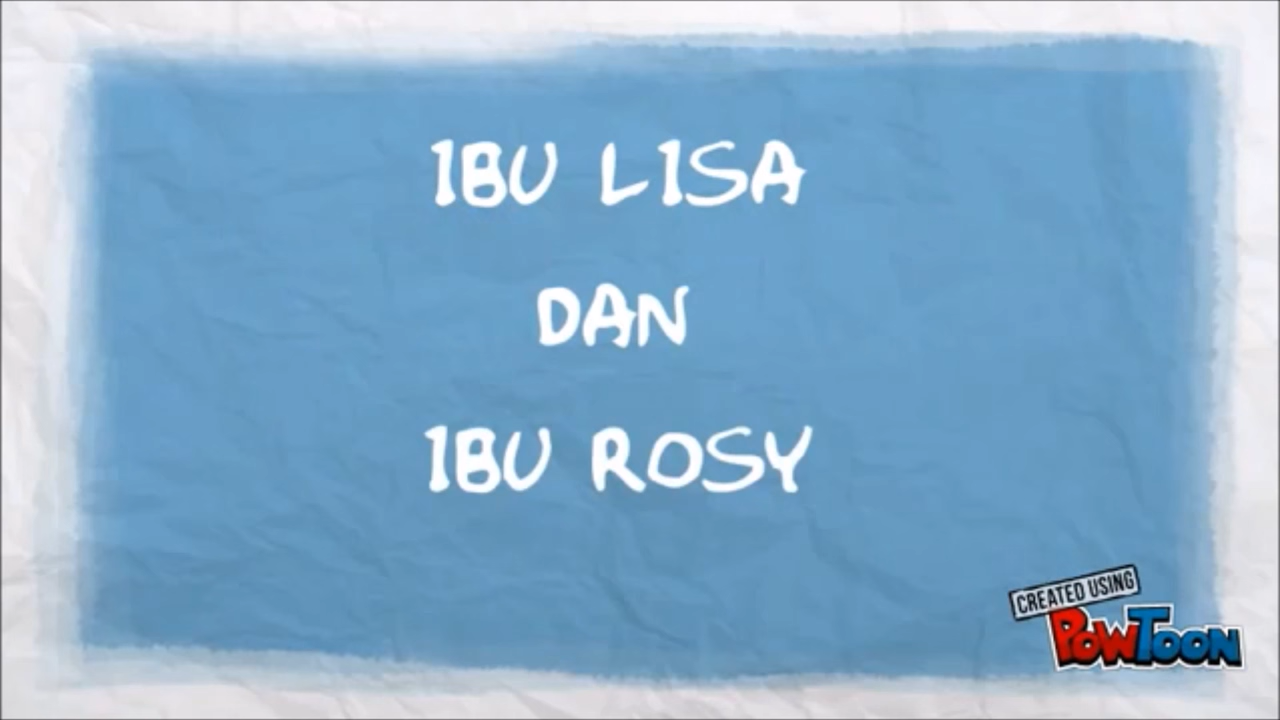 IBU LISA
DAN
IBU ROSY
CREATED USING
POWTOON